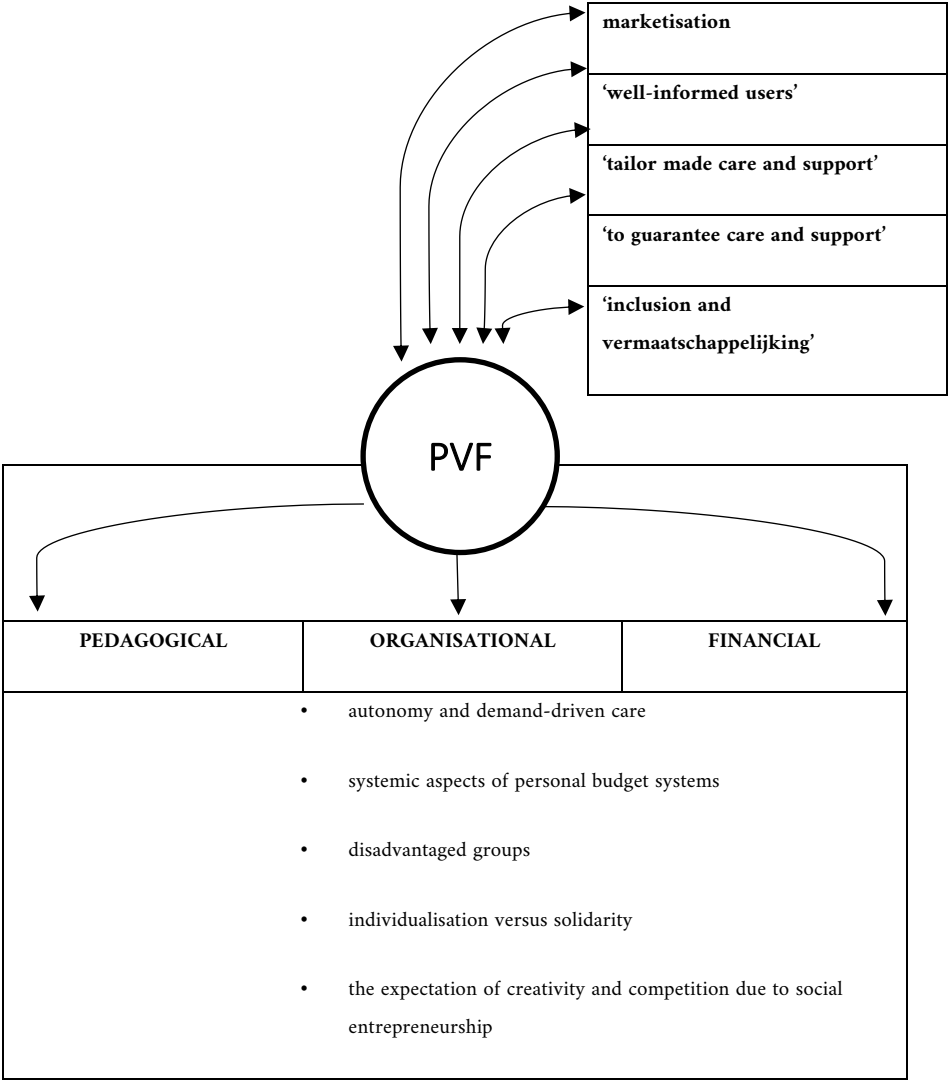 marketisation
‘well-informed users’
‘tailor made care and support’
‘to guarantee care and support’
‘inclusion and
vermaatschappelijking’
PVF
PEDAGOGICAL
ORGANISATIONAL
FINANCIAL
• autonomy and demand-driven care
• systemic aspects of personal budget systems
• disadvantaged groups
• individualisation versus solidarity
• the expectation of creativity and competition due to social
entrepreneurship